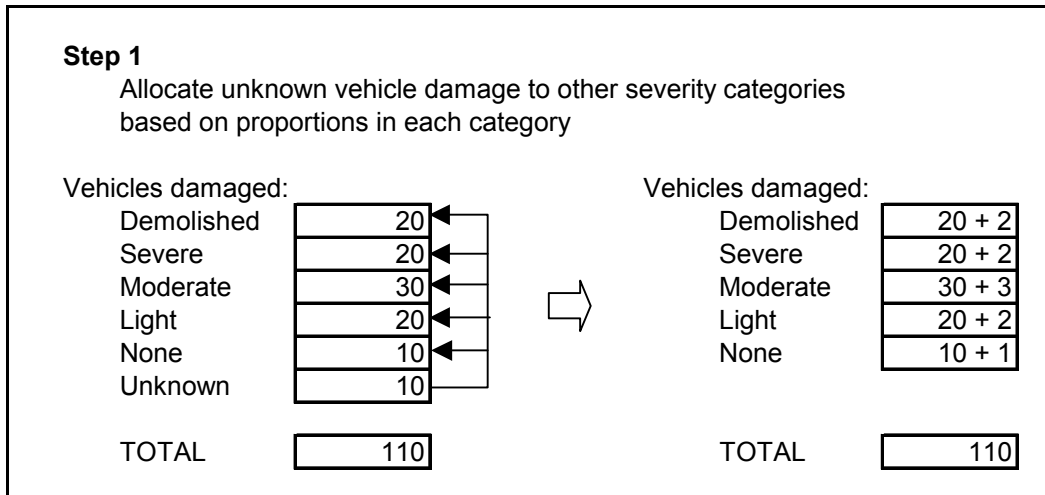 Step 1
Allocate unknown vehicle damage to other severity categories
based on proportions in each category
Vehicles damaged:
Demolished 20
Severe 20
Moderate 30
Light 20
None 10
Unknown 10
TOTAL 110
Vehicles damaged:
Demolished 20 + 2
Severe 20 + 2
Moderate 30 + 3
Light 20 + 2
None 10 + 1
TOTAL 110